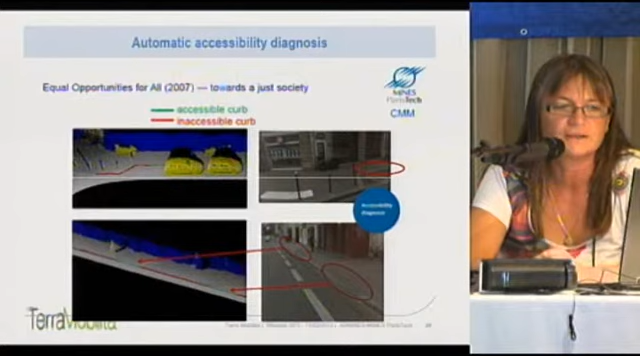 Automatic accessibility diagnosis
Equal Opportunities for All (2007) — towards a just society
accessible curb
inaccessible curb
MINES
ParisTech
CMM
Accessibility
diagnosis
TerraMobilita